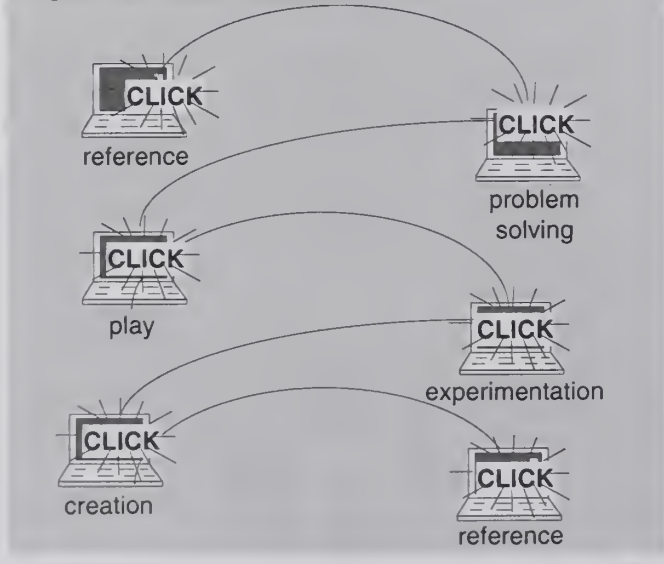 CLICK
reference
CLICK
problem
solving
CLICK
play
CLICK
experimentation
CLICK
creation
CLICK
reference